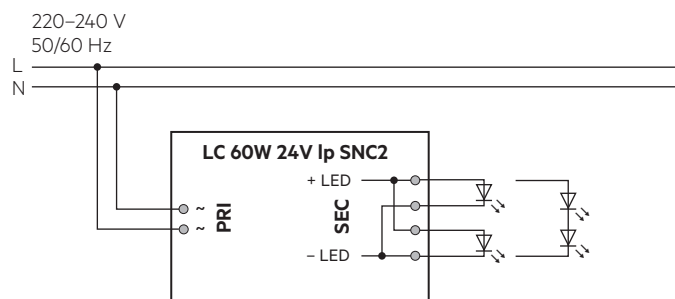 220–240 V
50/60 Hz
L
N
LC 60W 24V lp SNC2
+ LED
~ PRI SEC
~
– LED